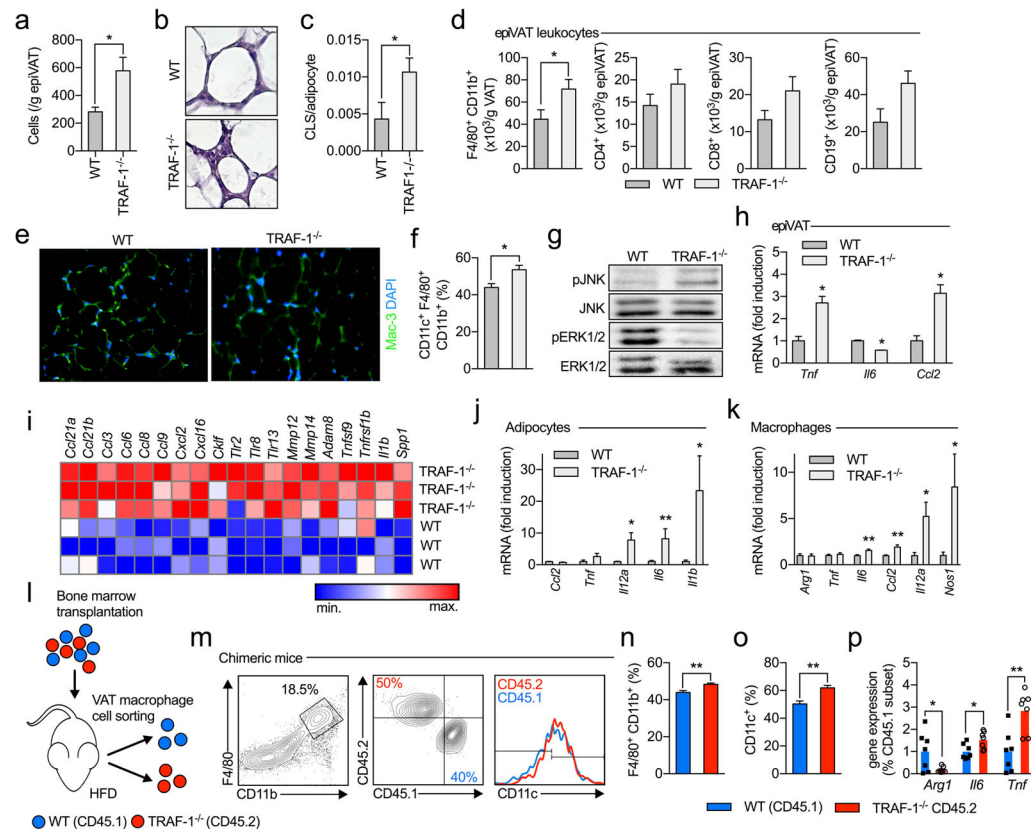 a
Cells (/g epiVAT)
800
600
400
200
0
*
WT
TRAF-1-/-
b
WT
TRAF-1-/-
c
CLS/adipocyte
0.015
0.010
0.005
0.000
*
WT
TRAF1-/-
d
epiVAT leukocytes
F4/80+ CD11b+
(x10³/g VAT)
100
80
60
40
20
0
*
CD4+ (x10³/g epiVAT)
40
30
20
10
0
CD8+ (x10³/g epiVAT)
40
30
20
10
0
CD19+ (x10³/g epiVAT)
60
40
20
0
WT
TRAF-1-/-
e
WT
TRAF-1-/-
Mac-3 DAPI
f
CD11c+ F4/80+
CD11b+ (%)
60
40
20
0
*
g
WT TRAF-1-/-
pJNK
JNK
pERK1/2
ERK1/2
h
epiVAT
WT
TRAF-1-/-
mRNA (fold induction)
4
3
2
1
0
*
*
*
Tnf
Il6
Ccl2
i
Ccl21a
Ccl21b
Ccl3
Ccl6
Ccl8
Ccl9
Cxcl2
Cxcl16
Cklf
Tlr2
Tlr8
Tlr13
Mmp12
Mmp14
Adam8
Tnfsf9
Tnfrsf1b
Il1b
Spp1
TRAF-1-/-
TRAF-1-/-
TRAF-1-/-
WT
WT
WT
min.
max.
j
Adipocytes
WT
TRAF-1-/-
mRNA (fold induction)
40
30
20
10
0
*
**
*
Ccl2
Tnf
Il12a
Il6
Il1b
k
Macrophages
WT
TRAF-1-/-
mRNA (fold induction)
15
10
5
0
**
**
*
*
Arg1
Tnf
Il6
Ccl2
Il12a
Nos1
l
Bone marrow
transplantation
VAT macrophage
cell sorting
HFD
WT (CD45.1)
TRAF-1-/- (CD45.2)
m
Chimeric mice
18.5%
F4/80
CD11b
50%
40%
CD45.2
CD45.1
CD45.2
CD45.1
CD11c
n
F4/80+ CD11b+ (%)
60
40
20
0
**
o
CD11c+ (%)
80
60
40
20
0
**
p
gene expression
(% CD45.1 subset)
5
4
3
2
1
0
*
*
**
Arg1
Il6
Tnf
WT (CD45.1)
TRAF-1-/- CD45.2